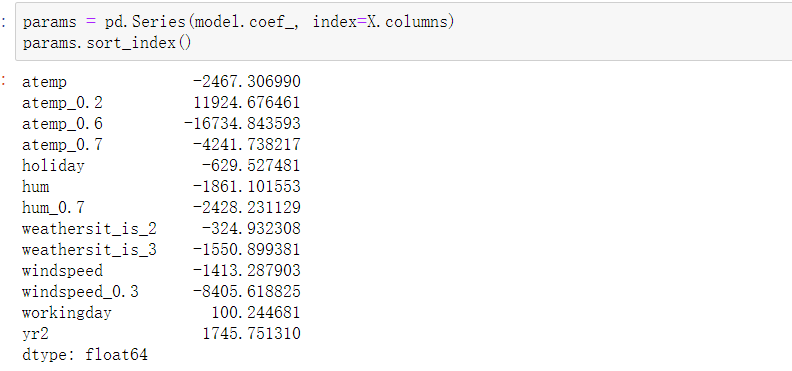 : params = pd.Series(model.coef_, index=X.columns)
params.sort_index()
: atemp -2467.306990
atemp_0.2 11924.676461
atemp_0.6 -16734.843593
atemp_0.7 -4241.738217
holiday -629.527481
hum -1861.101553
hum_0.7 -2428.231129
weathersit_is_2 -324.932308
weathersit_is_3 -1550.899381
windspeed -1413.287903
windspeed_0.3 -8405.618825
workingday 100.244681
yr2 1745.751310
dtype: float64